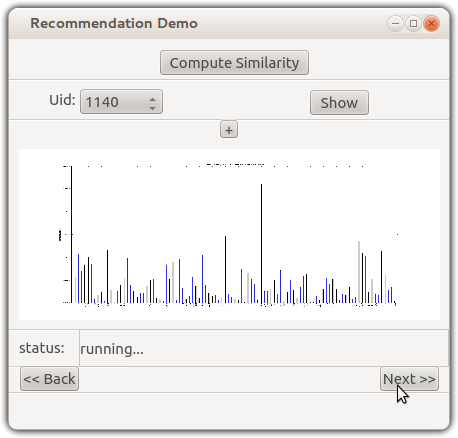 Recommendation Demo
Compute Similarity
Uid: 1140 Show
+
status: running...
<< Back Next >>